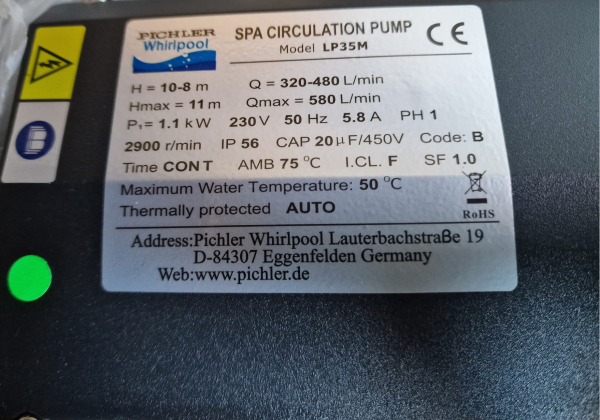 PICHLER
Whirlpool
SPA CIRCULATION PUMP
Model LP35M
CE
H = 10-8 m Q = 320-480 L/min
Hmax = 11 m Qmax = 580 L/min
P₁= 1.1 kW 230 V 50 Hz 5.8 A PH 1
2900 r/min IP 56 CAP 20 µF/450V Code: B
Time CONT AMB 75 °C I.CL. F SF 1.0
Maximum Water Temperature: 50 °C
Thermally protected AUTO
RoHS
Address:Pichler Whirlpool Lauterbachstraße 19
D-84307 Eggenfelden Germany
Web:www.pichler.de